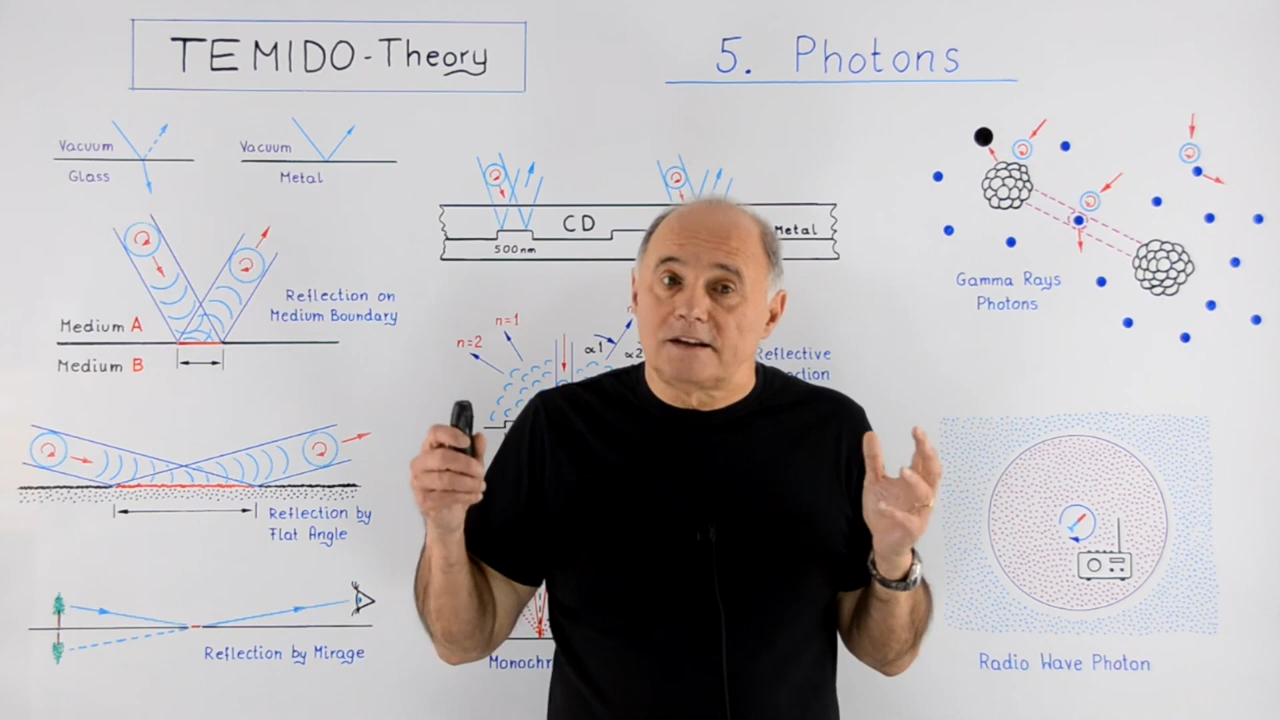 TEMIDO-Theory
5. Photons
Vacuum
Glass
Vacuum
Metal
CD
Metal
500nm
Medium A
Medium B
Reflection on
Medium Boundary
n=1
n=2
α1
α2
Reflective
Gamma Rays
Photons
Reflection by
Flat Angle
Reflection by Mirage
Radio Wave Photon